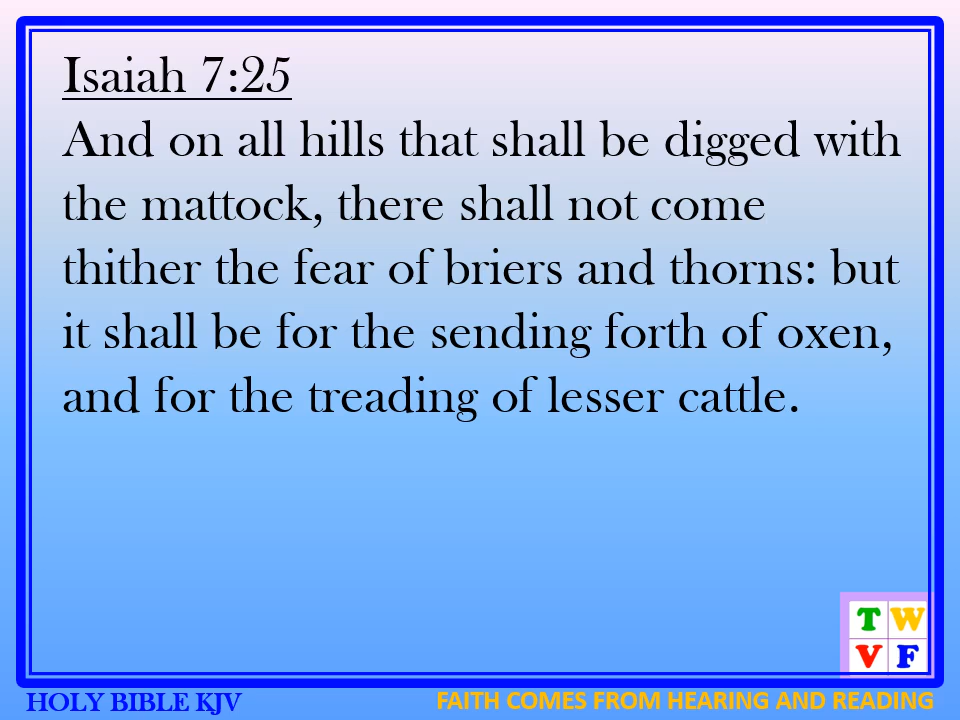 Isaiah 7:25
And on all hills that shall be digged with
the mattock, there shall not come
thither the fear of briers and thorns: but
it shall be for the sending forth of oxen,
and for the treading of lesser cattle.
T W
V F
HOLY BIBLE KJV
FAITH COMES FROM HEARING AND READING